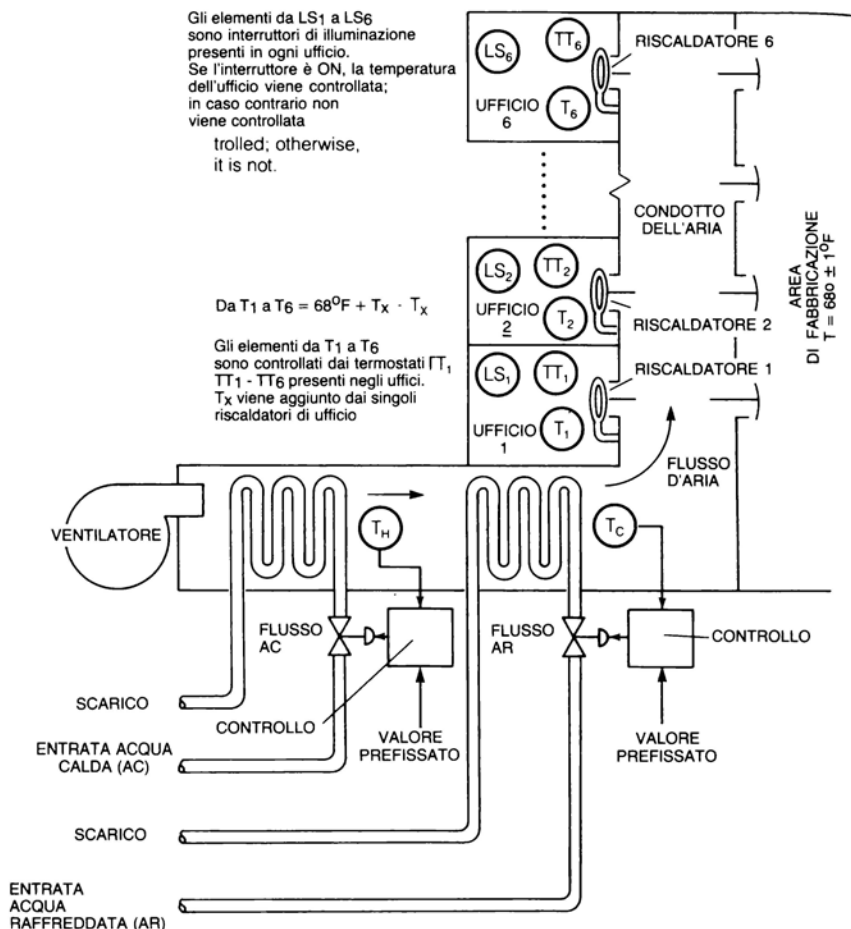 Gli elementi da LS1 a LS6
sono interruttori di illuminazione
presenti in ogni ufficio.
Se l'interruttore è ON, la temperatura
dell'ufficio viene controllata;
in caso contrario non
viene controllata
trolled; otherwise,
it is not.
LS6
TT6
RISCALDATORE 6
UFFICIO
6
T6
CONDOTTO
DELL'ARIA
AREA
DI FABBRICAZIONE
T = 68º ± 1ºF
LS2
TT2
UFFICIO
2
T2
RISCALDATORE 2
Da T1 a T6 = 68ºF + TX - TX
Gli elementi da T1 a T6
sono controllati dai termostati TT1
TT1 - TT6 presenti negli uffici.
TX viene aggiunto dai singoli
riscaldatori di ufficio
LS1
TT1
RISCALDATORE 1
UFFICIO
1
T1
FLUSSO
D'ARIA
VENTILATORE
TH
TC
FLUSSO
AC
FLUSSO
AR
CONTROLLO
SCARICO
CONTROLLO
VALORE
PREFISSATO
VALORE
PREFISSATO
ENTRATA ACQUA
CALDA (AC)
SCARICO
ENTRATA
ACQUA
RAFFREDDATA (AR)